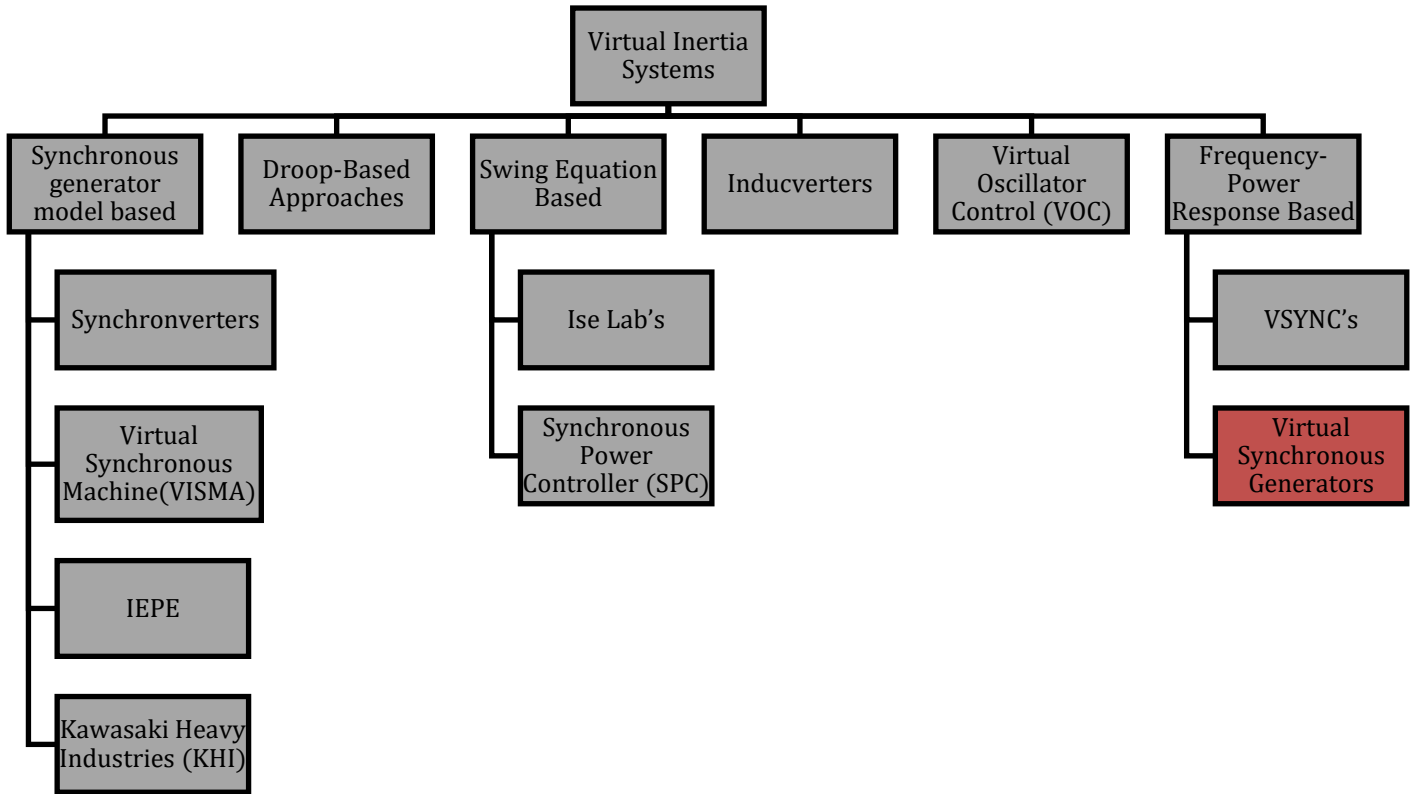 Virtual Inertia
Systems
Synchronous
generator
model based
Droop-Based
Approaches
Swing Equation
Based
Inducverters
Virtual
Oscillator
Control (VOC)
Frequency-
Power
Response Based
Synchronverters
Virtual
Synchronous
Machine(VISMA)
IEPE
Kawasaki Heavy
Industries (KHI)
Ise Lab’s
Synchronous
Power
Controller (SPC)
VSYNC’s
Virtual
Synchronous
Generators